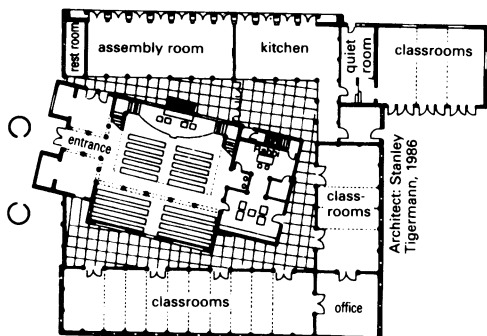 rest room
assembly room
kitchen
quiet
room
classrooms
entrance
class-
rooms
Architect: Stanley
Tigermann, 1986
classrooms
office